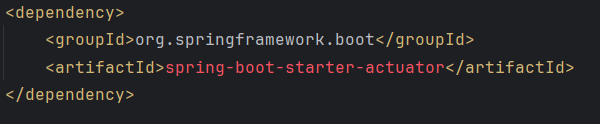 <dependency>
<groupId>org.springframework.boot</groupId>
<artifactId>spring-boot-starter-actuator</artifactId>
</dependency>